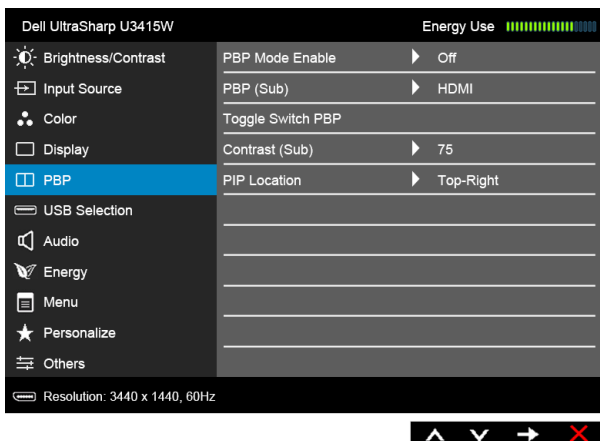 Dell UltraSharp U3415W Energy Use
Brightness/Contrast PBP Mode Enable Off
Input Source PBP (Sub) HDMI
Color Toggle Switch PBP
Display Contrast (Sub) 75
PBP PIP Location Top-Right
USB Selection
Audio
Energy
Menu
Personalize
Others
Resolution: 3440 x 1440, 60Hz